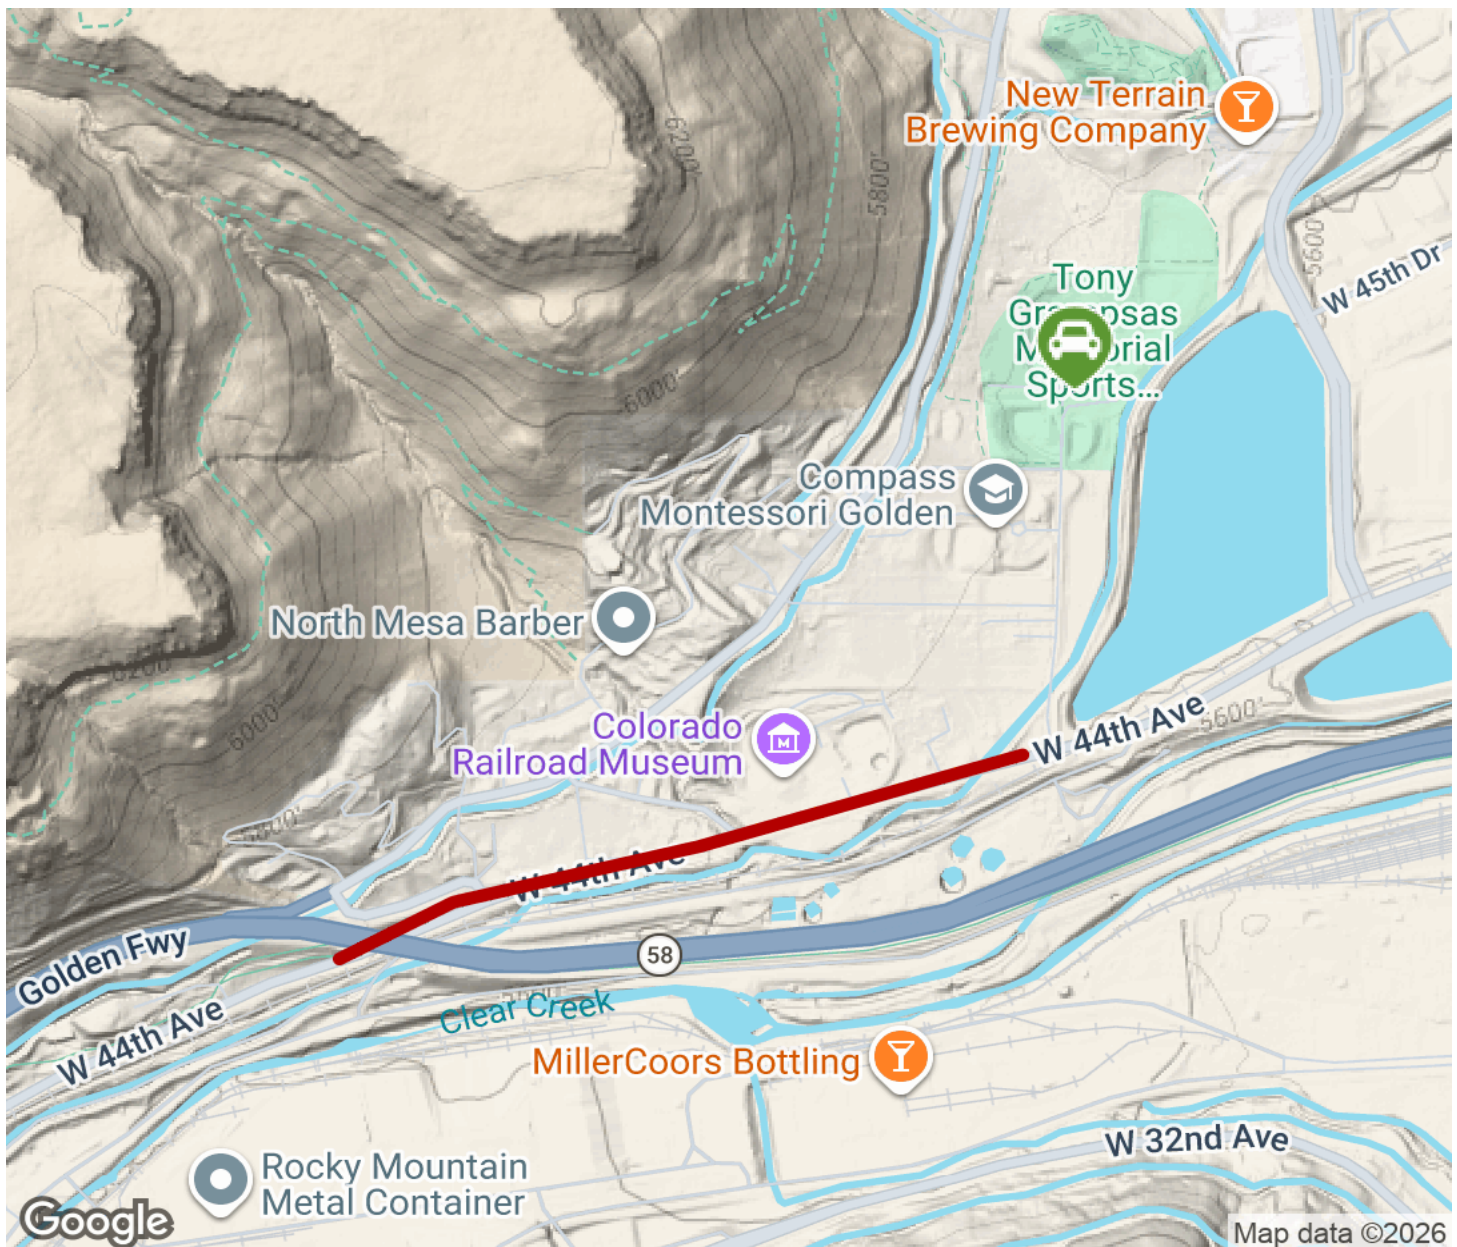 New Terrain
Brewing Company
6200'
5800'
5600'
W 45th Dr
Tony
Sports...
6000'
Compass
Montessori Golden
North Mesa Barber
6200'
6000'
Colorado
Railroad Museum
W 44th Ave
5600'
5800'
W 44th Ave
Golden Fwy
58
W 44th Ave
Clear Creek
MillerCoors Bottling
W 32nd Ave
Rocky Mountain
Metal Container
Google
Map data ©2026